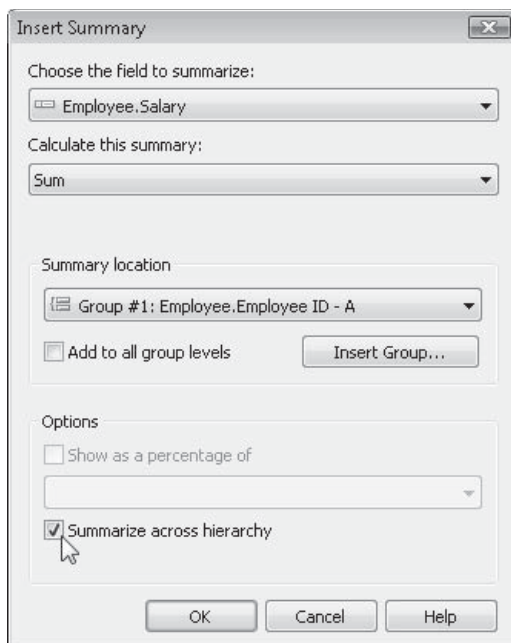 Insert Summary
Choose the field to summarize:
Employee.Salary
Calculate this summary:
Sum
Summary location
Group #1: Employee.Employee ID - A
Add to all group levels
Insert Group...
Options
Show as a percentage of
Summarize across hierarchy
OK
Cancel
Help